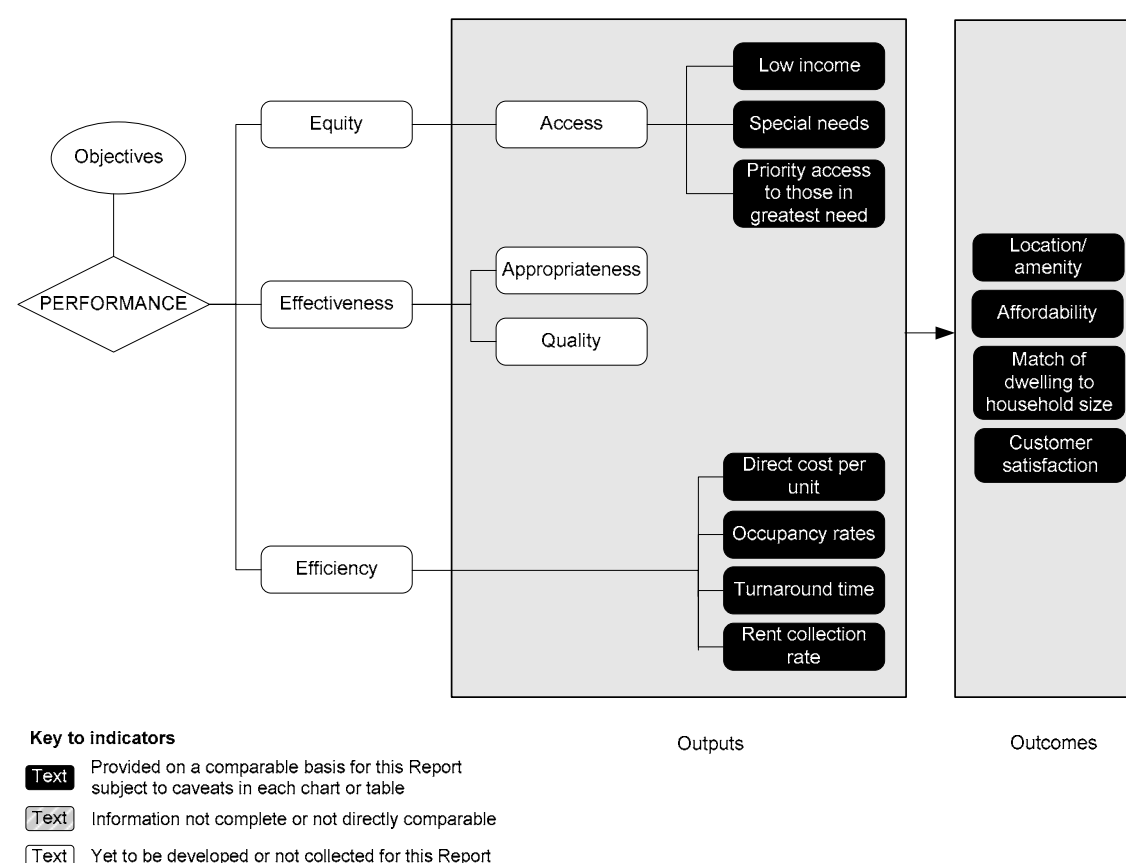 Objectives
PERFORMANCE
Equity
Effectiveness
Efficiency
Access
Appropriateness
Quality
Low income
Special needs
Priority access
to those in
greatest need
Direct cost per
unit
Occupancy rates
Turnaround time
Rent collection
rate
Location/
amenity
Affordability
Match of
dwelling to
household size
Customer
satisfaction
Outputs
Outcomes
Key to indicators
Text
Provided on a comparable basis for this Report
subject to caveats in each chart or table
Text
Information not complete or not directly comparable
Text
Yet to be developed or not collected for this Report